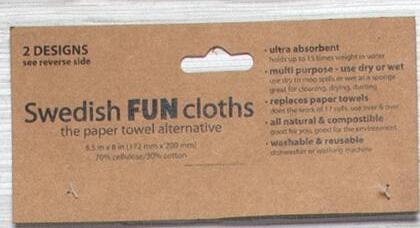 2 DESIGNS
see reverse side
Swedish FUN cloths
the paper towel alternative
6.5 in x 8 in (172 mm x 200 mm)
70% cellulose/30% cotton
• ultra absorbent
holds up to 15 times weight in water
• multi purpose - use dry or wet
use dry to mop spills or wet as a sponge
great for cleaning, drying, dusting
• replaces paper towels
does the work of 17 rolls, use over & over
• all natural & compostible
good for you, good for the environment
• washable & reusable
dishwasher or washing machine